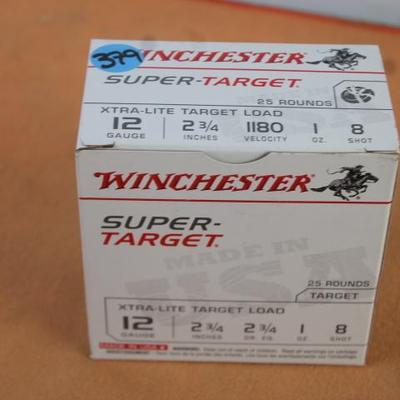 379
WINCHESTER
SUPER-TARGET
25 ROUNDS
XTRA-LITE TARGET LOAD
12 2 3/4 1180 1 8
GAUGE INCHES VELOCITY OZ. SHOT
WINCHESTER
SUPER-
TARGET
MADE IN
USA
25 ROUNDS
TARGET
XTRA-LITE TARGET LOAD
12 2 3/4 2 3/4 1 8
GAUGE INCHES DR. EQ. OZ SHOT
MADE IN USA